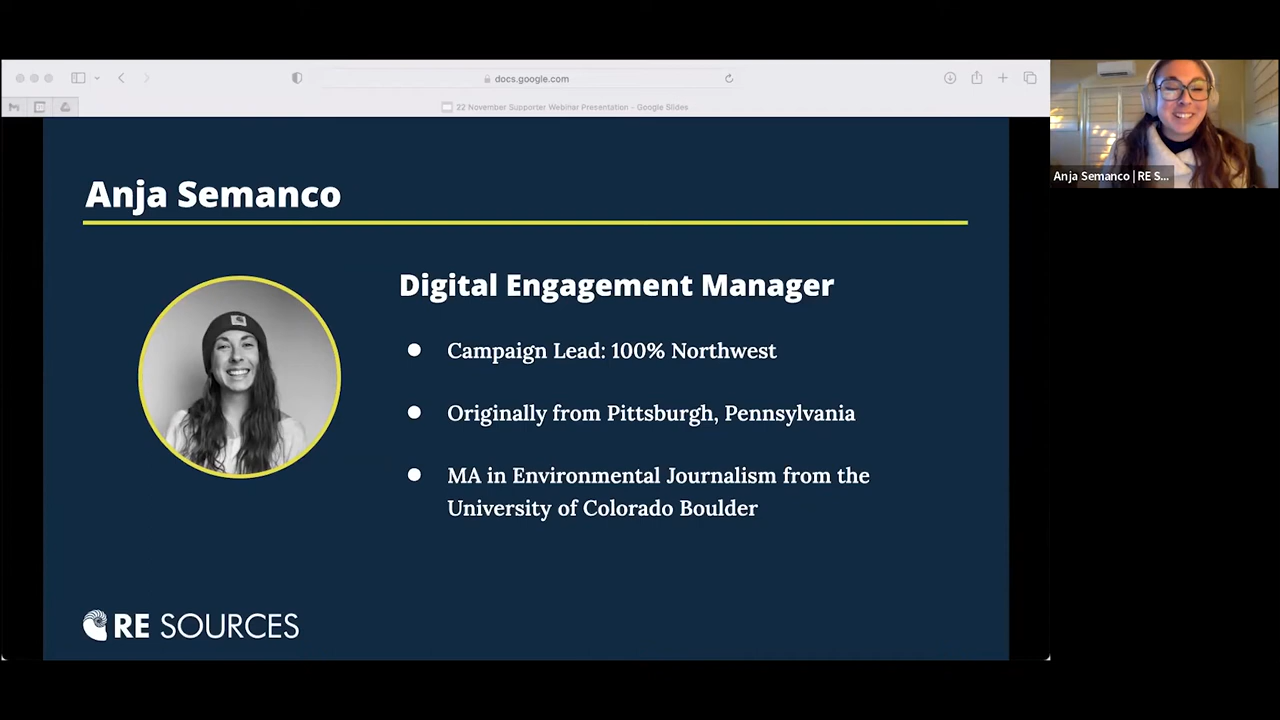 docs.google.com
22 November Supporter Webinar Presentation - Google Slides
Anja Semanco
Digital Engagement Manager
Campaign Lead: 100% Northwest
Originally from Pittsburgh, Pennsylvania
MA in Environmental Journalism from the
University of Colorado Boulder
RE SOURCES
Anja Semanco | RE S...